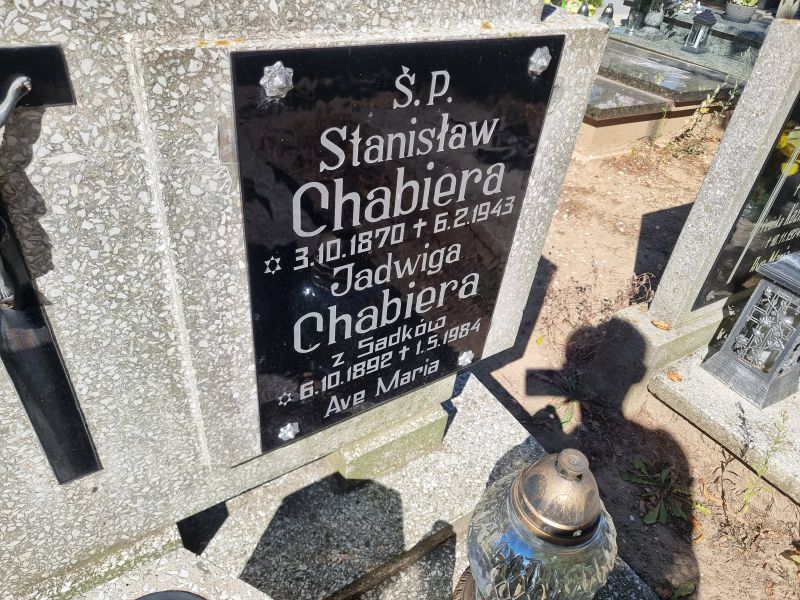 Ś.P.
Stanisław
Chabiera
✡ 3.10.1870 ✝ 6.2.1943
Jadwiga
Chabiera
z Sadków
✡ 6.10.1892 ✝ 1.5.1984
Ave Maria